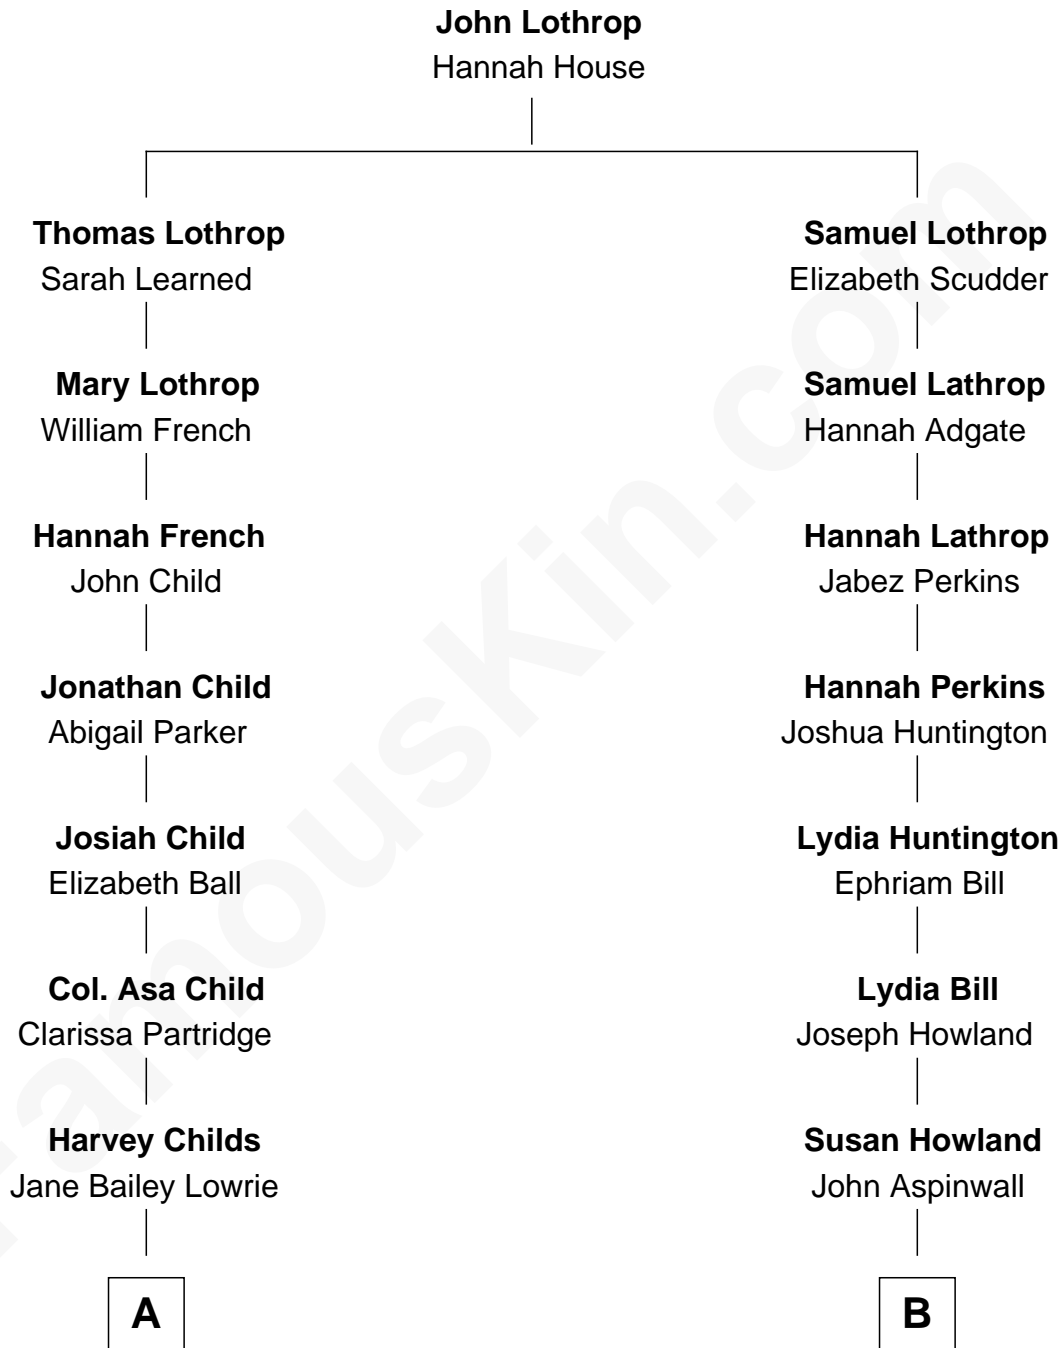 John Lothrop
Hannah House
Thomas Lothrop
Sarah Learned
Samuel Lothrop
Elizabeth Scudder
Mary Lothrop
William French
Samuel Lathrop
Hannah Adgate
Hannah French
John Child
Hannah Lathrop
Jabez Perkins
Jonathan Child
Abigail Parker
Hannah Perkins
Joshua Huntington
Josiah Child
Elizabeth Ball
Lydia Huntington
Ephriam Bill
Col. Asa Child
Clarissa Partridge
Lydia Bill
Joseph Howland
Harvey Childs
Jane Bailey Lowrie
Susan Howland
John Aspinwall
A
B
FamousKin.com